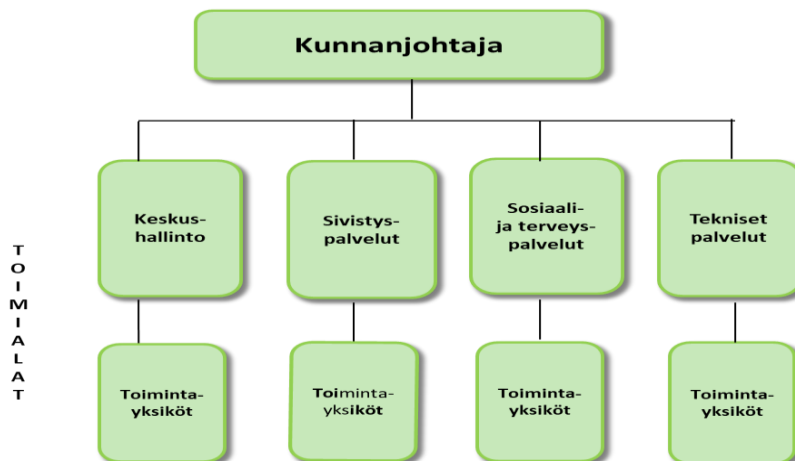 Kunnanjohtaja
Keskus-
hallinto
Sivistys-
palvelut
Sosiaali-
ja terveys-
palvelut
Tekniset
palvelut
TOIMIALAT
Toiminta-
yksiköt
Toiminta-
yksiköt
Toiminta-
yksiköt
Toiminta-
yksiköt